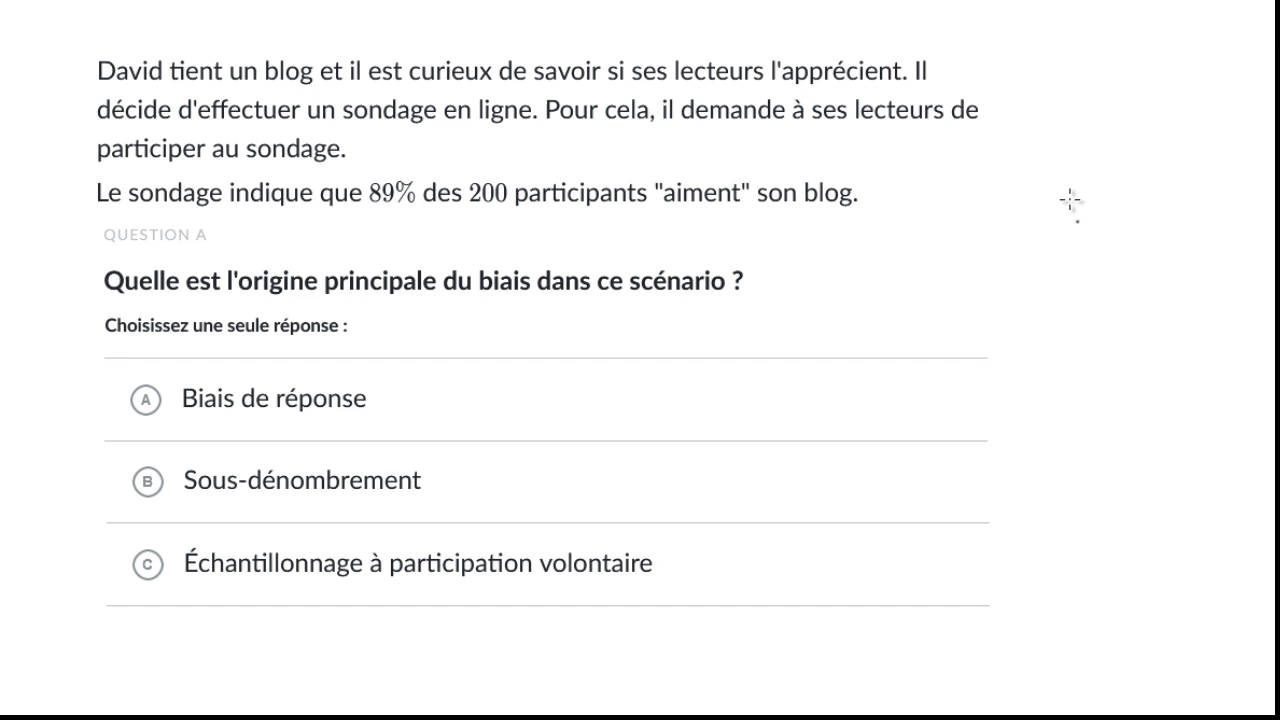 David tient un blog et il est curieux de savoir si ses lecteurs l'apprécient. Il
décide d'effectuer un sondage en ligne. Pour cela, il demande à ses lecteurs de
participer au sondage.
Le sondage indique que 89% des 200 participants "aiment" son blog.
QUESTION A
Quelle est l'origine principale du biais dans ce scénario ?
Choisissez une seule réponse :
A Biais de réponse
B Sous-dénombrement
C Échantillonnage à participation volontaire